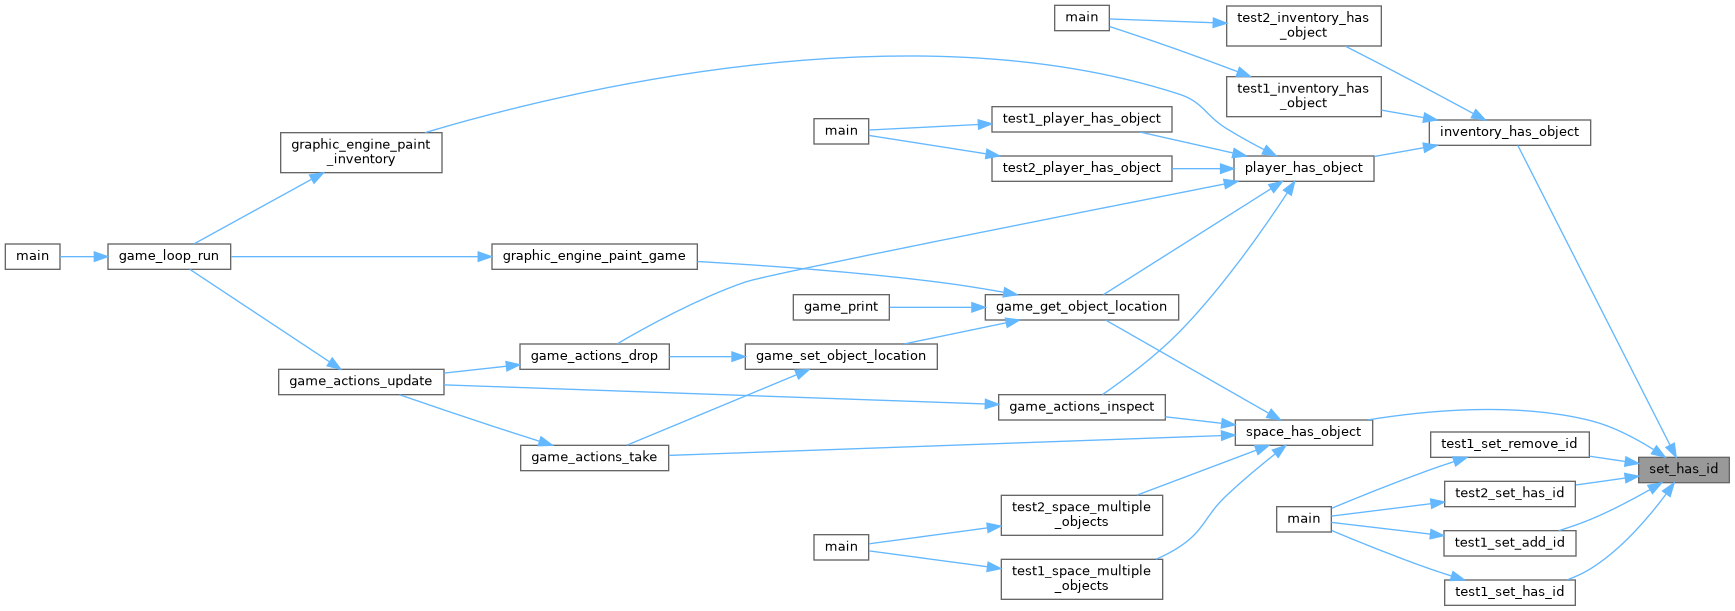 main
test2_inventory_has
_object
test1_inventory_has
_object
test1_player_has_object
main
inventory_has_object
graphic_engine_paint
_inventory
test2_player_has_object
player_has_object
main
game_loop_run
graphic_engine_paint_game
game_print
game_get_object_location
game_actions_drop
game_set_object_location
game_actions_update
game_actions_inspect
space_has_object
test1_set_remove_id
game_actions_take
set_has_id
test2_set_has_id
test2_space_multiple
_objects
main
main
test1_set_add_id
test1_space_multiple
_objects
test1_set_has_id